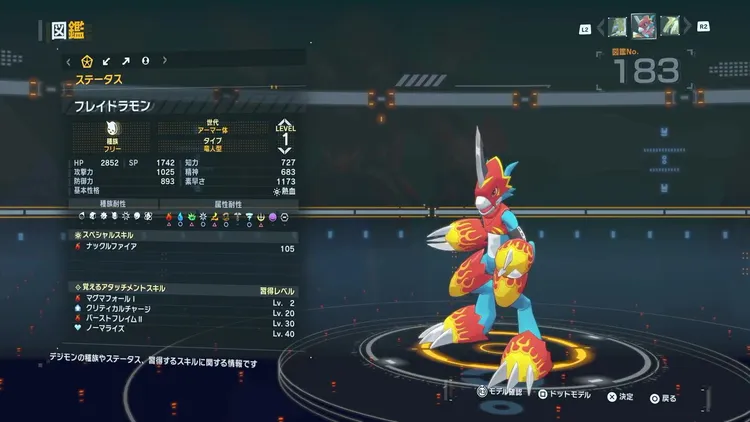 図鑑
L2
R2
図鑑No.
183
ステータス
フレイドラモン
種族
フリー
世代
アーマー体
タイプ
竜人型
LEVEL
1
HP 2852 SP 1742 知力 727
攻撃力 1025 精神 683
防御力 893 素早さ 1173
基本性格 熱血
種族耐性 属性耐性
スペシャルスキル
ナックルファイア 105
覚えるアタッチメントスキル 習得レベル
マグマフォールⅠ Lv. 2
クリティカルチャージ Lv. 20
バーストフレイムⅡ Lv. 30
ノーマライズ Lv. 40
デジモンの種族やステータス、習得するスキルに関する情報です
モデル確認 ドットモデル 決定 戻る